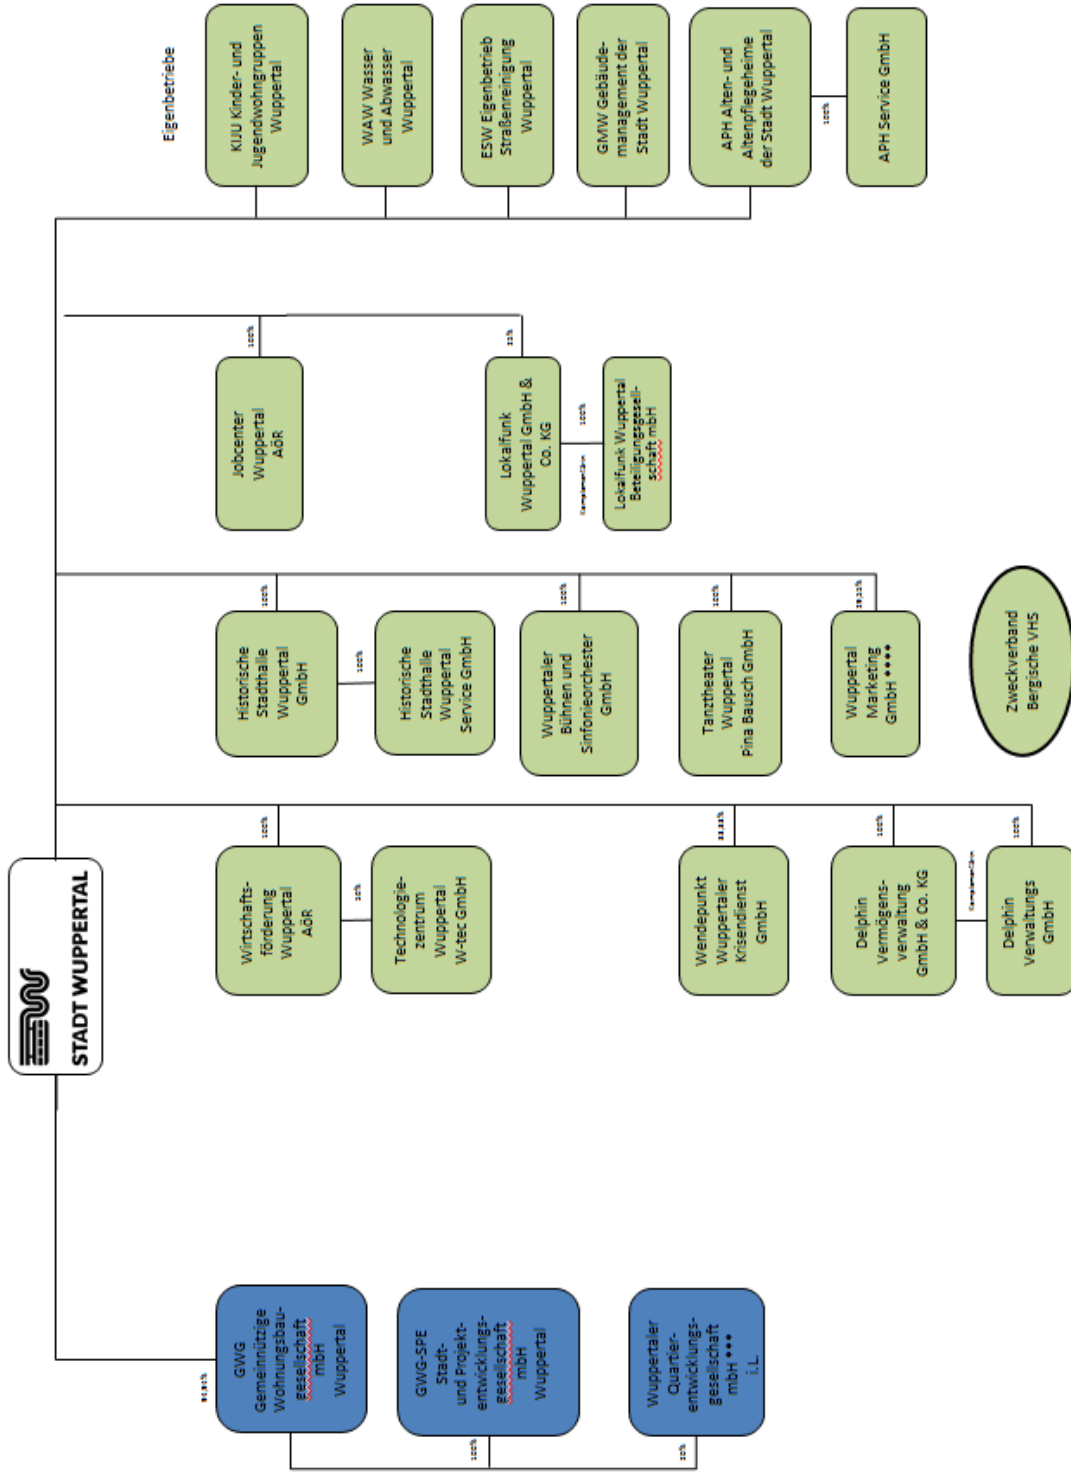 STADT WUPPERTAL
GWG
Gemeinnützige
Wohnungsbau-
gesellschaft
mbH
Wuppertal
100%
GWG-SPE
Stadt-
und Projekt-
entwicklungs-
gesellschaft
mbH
Wuppertal
Wuppertaler
Quartier-
entwicklungs-
gesellschaft
mbH ***
i.L.
100%
Wirtschafts-
förderung
Wuppertal
AöR
Technologie-
zentrum
Wuppertal
W-tec GmbH
Wendepunkt
Wuppertaler
Krisendienst
GmbH
100%
Delphin
Vermögens-
verwaltung
GmbH & Co. KG
Komplementärin
100%
Delphin
Verwaltungs
GmbH
100%
Historische
Stadthalle
Wuppertal
GmbH
100%
Historische
Stadthalle
Wuppertal
Service GmbH
100%
Wuppertaler
Bühnen und
Sinfonieorchester
GmbH
100%
Tanztheater
Wuppertal
Pina Bausch GmbH
Wuppertal
Marketing
GmbH ****
Zweckverband
Bergische VHS
100%
Jobcenter
Wuppertal
AöR
Lokalfunk
Wuppertal GmbH &
Co. KG
Komplementärin
100%
Lokalfunk Wuppertal
Beteiligungsgesell-
schaft mbH
Eigenbetriebe
KIJU Kinder- und
Jugendwohngruppen
Wuppertal
WAW Wasser
und Abwasser
Wuppertal
ESW Eigenbetrieb
Straßenreinigung
Wuppertal
GMW Gebäude-
management der
Stadt Wuppertal
APH Alten- und
Altenpflegeheime
der Stadt Wuppertal
100%
APH Service GmbH